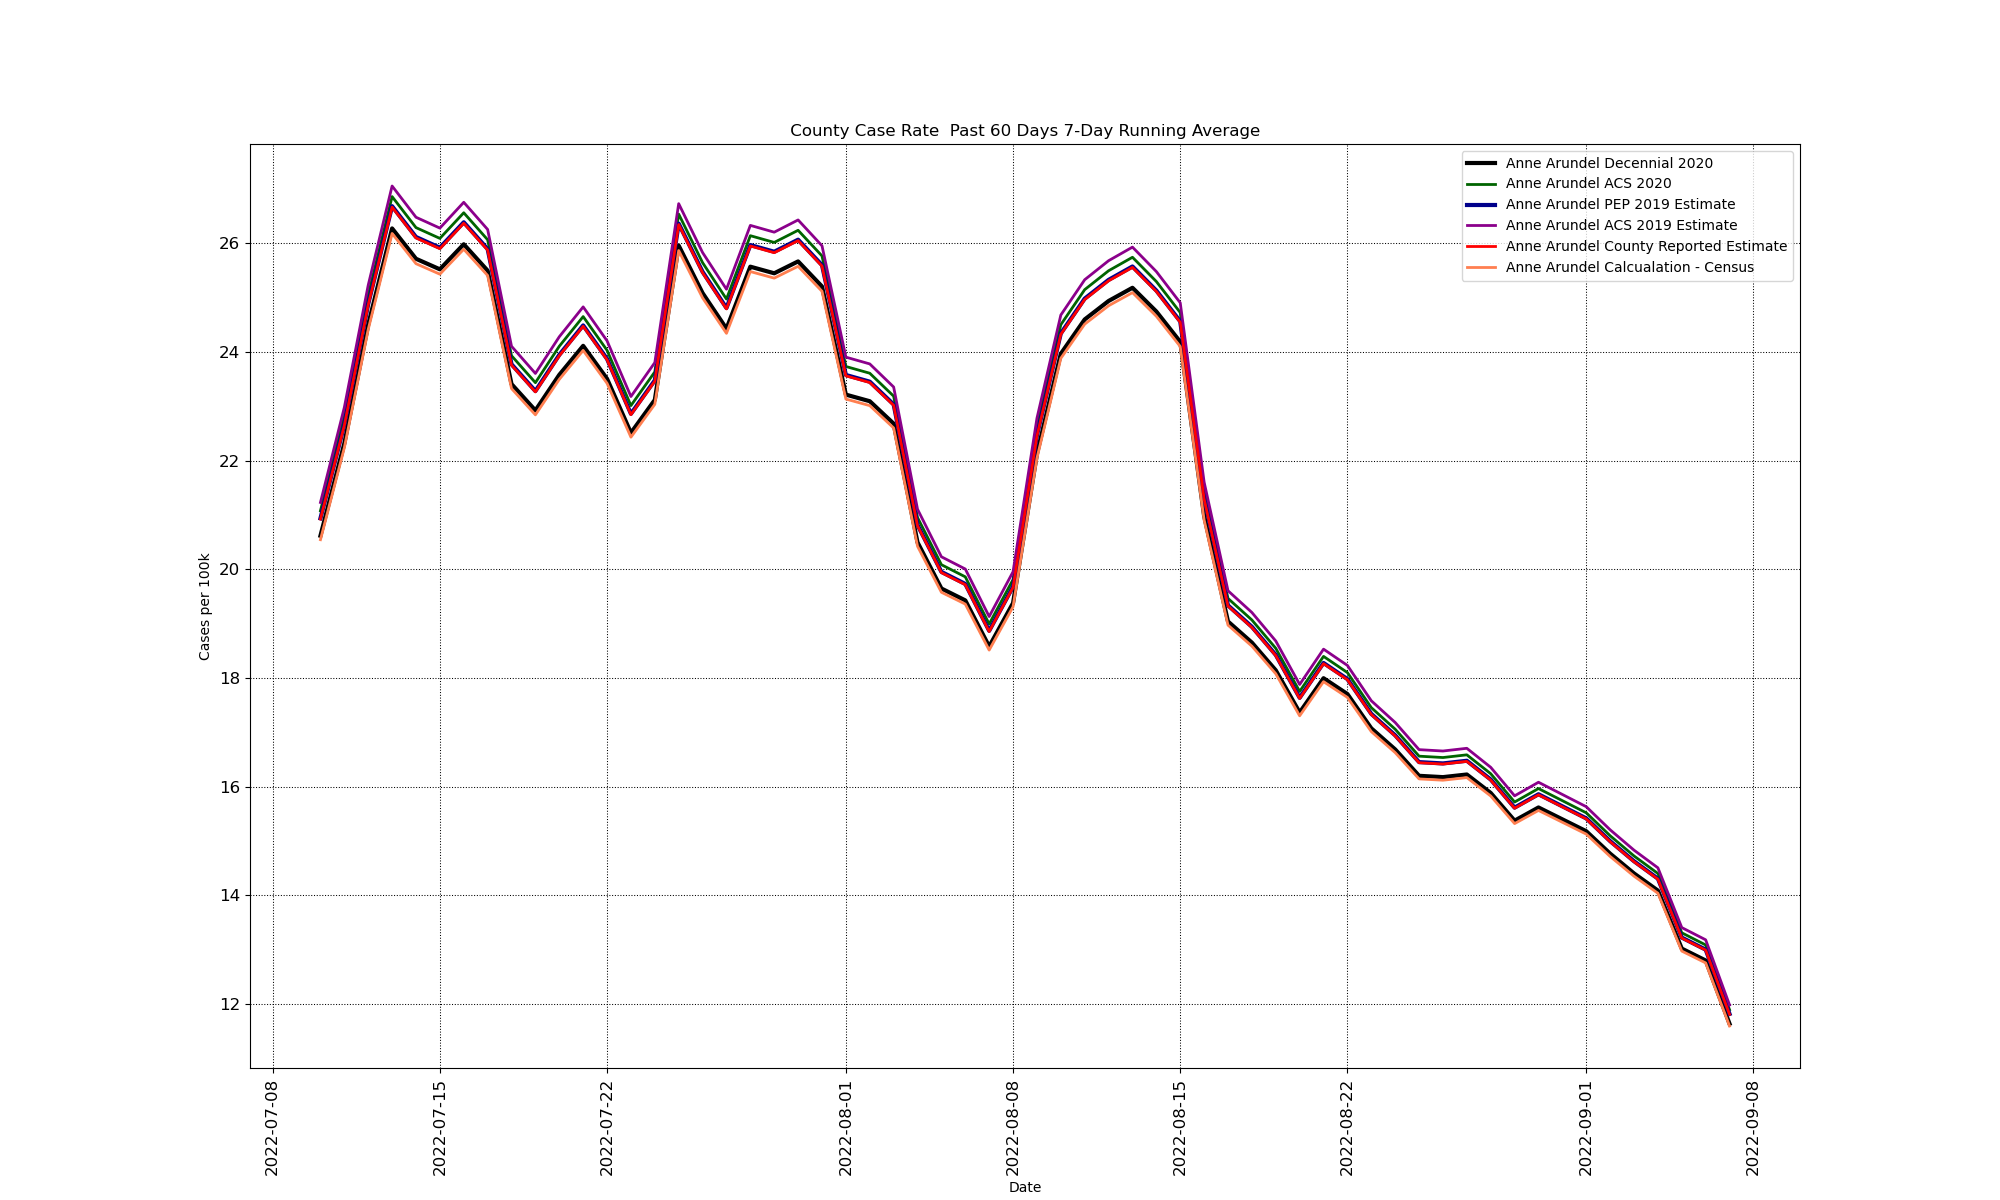 County Case Rate  Past 60 Days 7-Day Running Average
Anne Arundel Decennial 2020
Anne Arundel ACS 2020
Anne Arundel PEP 2019 Estimate
Anne Arundel ACS 2019 Estimate
Anne Arundel County Reported Estimate
Anne Arundel Calcualation - Census
26
24
22
20
18
16
14
12
Cases per 100k
2022-07-08
2022-07-15
2022-07-22
2022-08-01
2022-08-08
2022-08-15
2022-08-22
2022-09-01
2022-09-08
Date